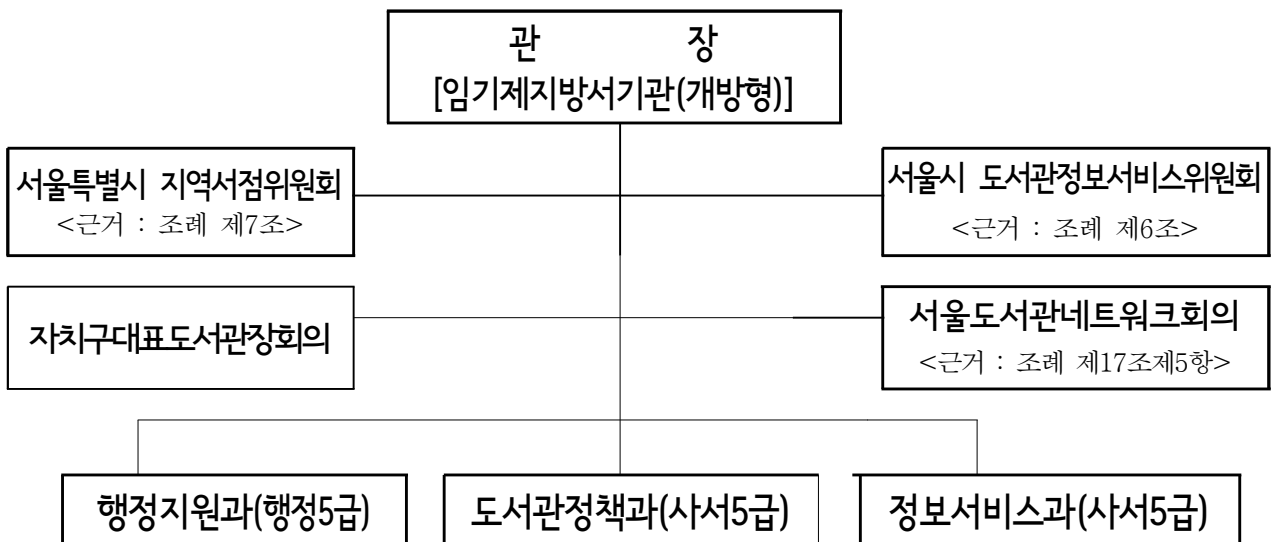 관 장
[임기제지방서기관(개방형)]
서울특별시 지역서점위원회
<근거 : 조례 제7조>
서울시 도서관정보서비스위원회
<근거 : 조례 제6조>
자치구대표도서관장회의
서울도서관네트워크회의
<근거 : 조례 제17조제5항>
행정지원과(행정5급)
도서관정책과(사서5급)
정보서비스과(사서5급)